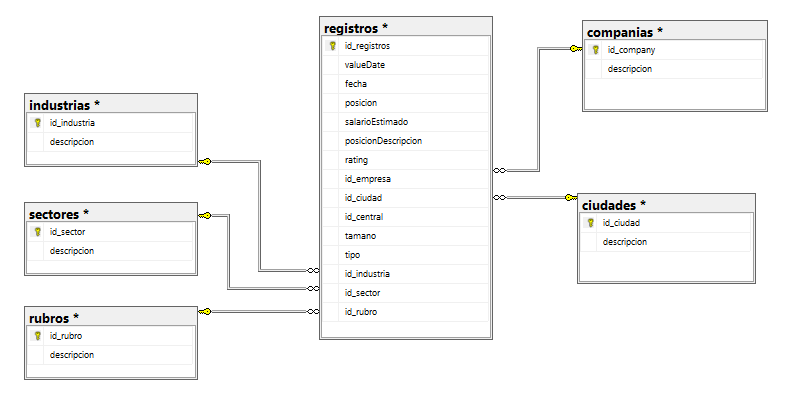 registros *
id_registros
valueDate
fecha
posicion
salarioEstimado
posicionDescripcion
rating
id_empresa
id_ciudad
id_central
tamano
tipo
id_industria
id_sector
id_rubro
companias *
id_company
descripcion
industrias *
id_industria
descripcion
sectores *
id_sector
descripcion
ciudades *
id_ciudad
descripcion
rubros *
id_rubro
descripcion